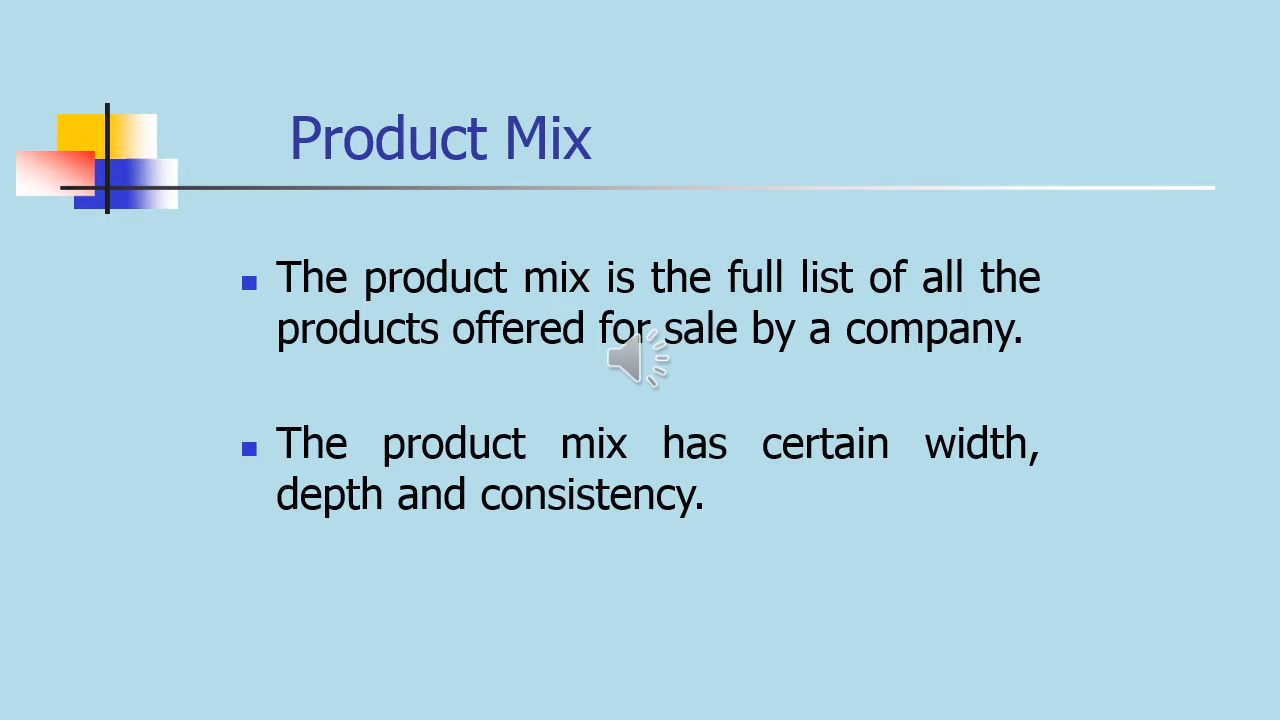 Product Mix
The product mix is the full list of all the
products offered for sale by a company.
The product mix has certain width,
depth and consistency.